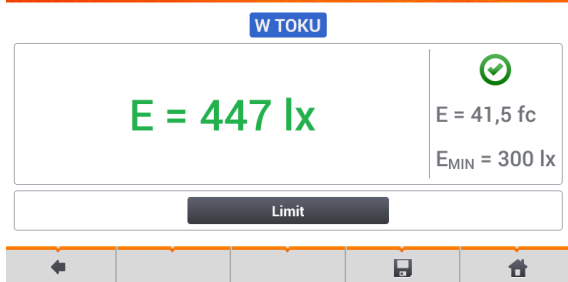 W TOKU
E = 447 lx
E = 41,5 fc
EMIN = 300 lx
Limit